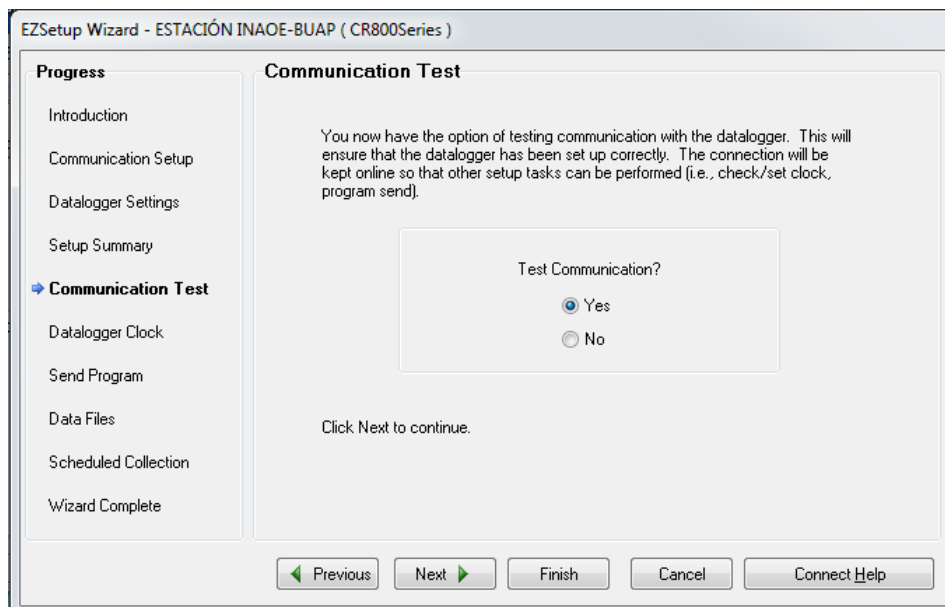 EZSetup Wizard - ESTACIÓN INAOE-BUAP ( CR800Series )
Progress
Introduction
Communication Setup
Datalogger Settings
Setup Summary
Communication Test
Datalogger Clock
Send Program
Data Files
Scheduled Collection
Wizard Complete
Communication Test
You now have the option of testing communication with the datalogger. This will
ensure that the datalogger has been set up correctly. The connection will be
kept online so that other setup tasks can be performed (i.e., check/set clock,
program send).
Test Communication?
Yes
No
Click Next to continue.
Previous
Next
Finish
Cancel
Connect Help